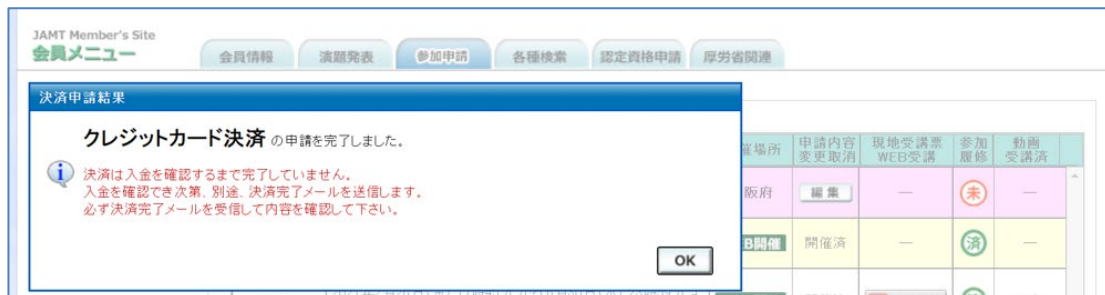 JAMT Member's Site
会員メニュー
会員情報 演題発表 参加申請 各種検索 認定資格申請 厚労省関連
決済申請結果
クレジットカード決済 の申請を完了しました。
決済は入金を確認するまで完了していません。
入金を確認でき次第、別途、決済完了メールを送信します。
必ず決済完了メールを受信して内容を確認して下さい。
OK
催場所 申請内容 変更取消 現地受講票 WEB受講 参加 履修 動画 受講済
阪府 編集 — 未 —
B開催 開催済 — 済 —